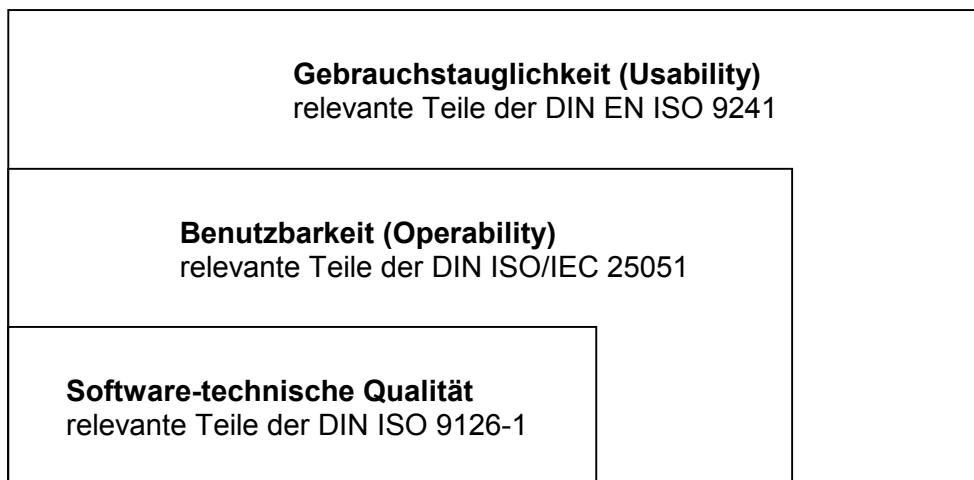 Gebrauchstauglichkeit (Usability)
relevante Teile der DIN EN ISO 9241
Benutzbarkeit (Operability)
relevante Teile der DIN ISO/IEC 25051
Software-technische Qualität
relevante Teile der DIN ISO 9126-1